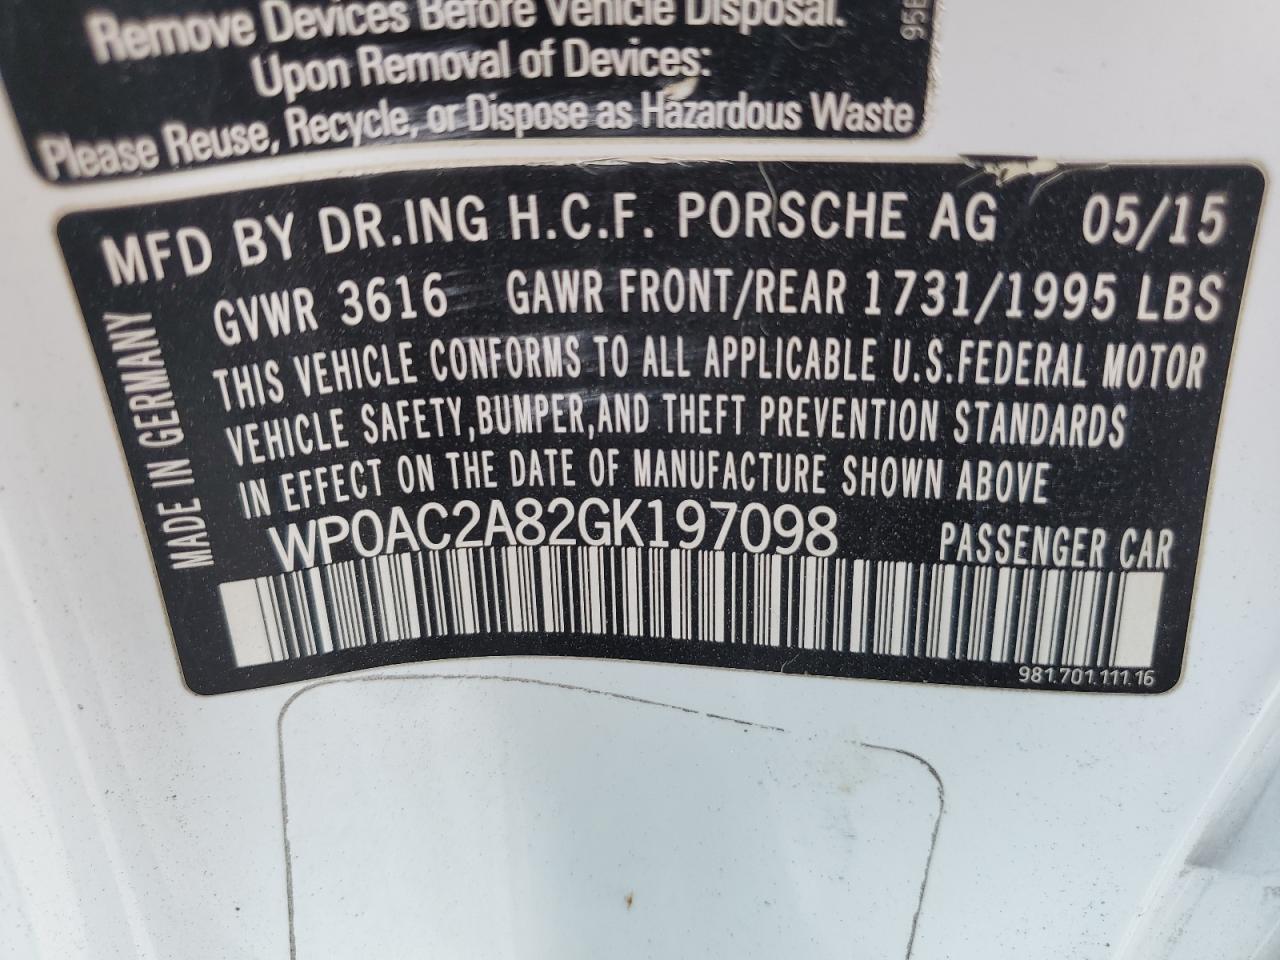 Remove Devices Before Vehicle Disposal.
Upon Removal of Devices:
Please Reuse, Recycle, or Dispose as Hazardous Waste
MFD BY DR.ING H.C.F. PORSCHE AG 05/15
GVWR 3616 GAWR FRONT/REAR 1731/1995 LBS
THIS VEHICLE CONFORMS TO ALL APPLICABLE U.S.FEDERAL MOTOR
VEHICLE SAFETY,BUMPER,AND THEFT PREVENTION STANDARDS
IN EFFECT ON THE DATE OF MANUFACTURE SHOWN ABOVE
WP0AC2A82GK197098 PASSENGER CAR
MADE IN GERMANY
981.701.111.16